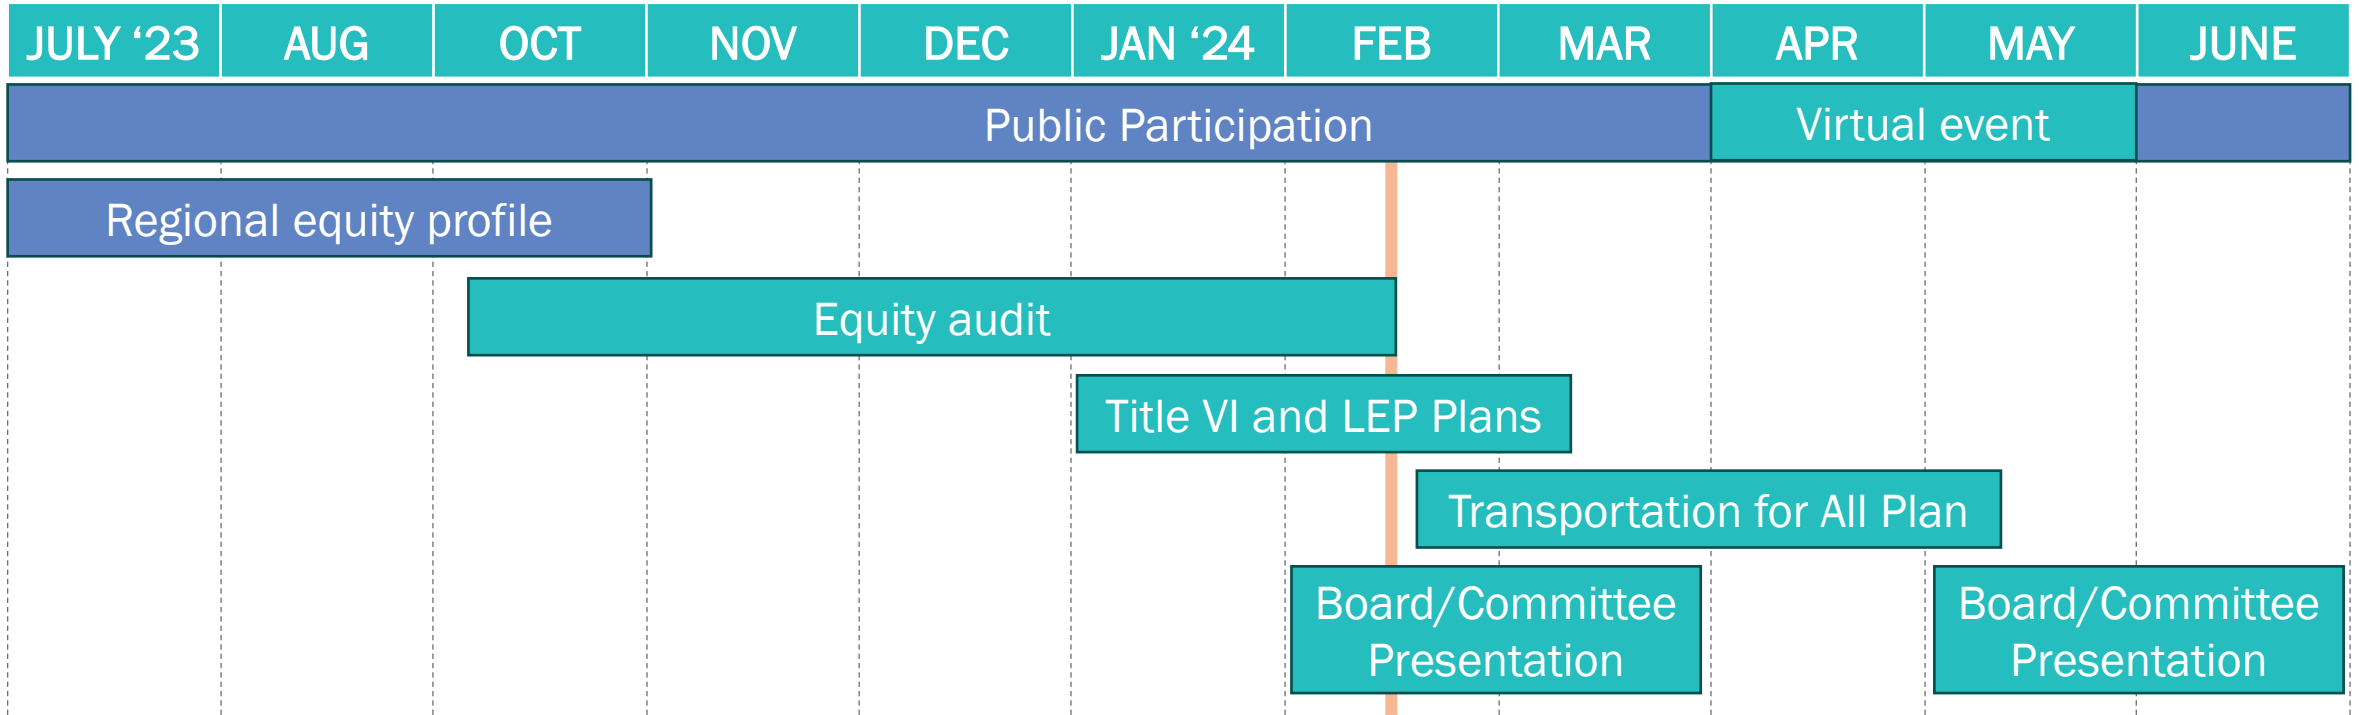 JULY ‘23 AUG OCT NOV DEC JAN ‘24 FEB MAR APR MAY JUNE
Public Participation Virtual event
Regional equity profile
Equity audit
Title VI and LEP Plans
Transportation for All Plan
Board/Committee
Presentation
Board/Committee
Presentation